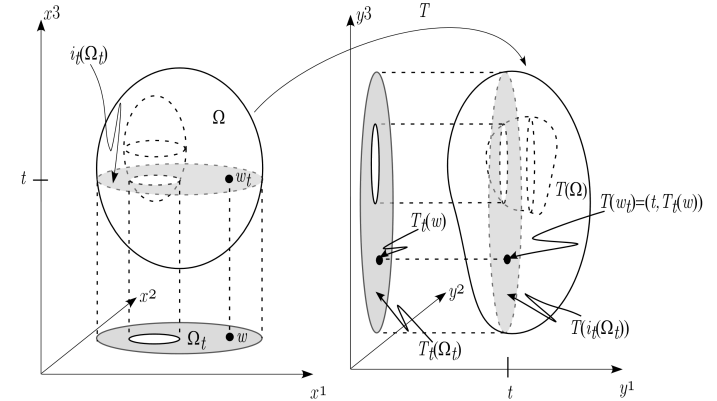 x3
i_t(Ω_t)
Ω
t
w_t
x²
Ω_t
w
x¹
T
y3
T(Ω)
T(w_t)=(t,T_t(w))
T_t(w)
y²
T_t(Ω_t)
T(i_t(Ω_t))
t
y¹